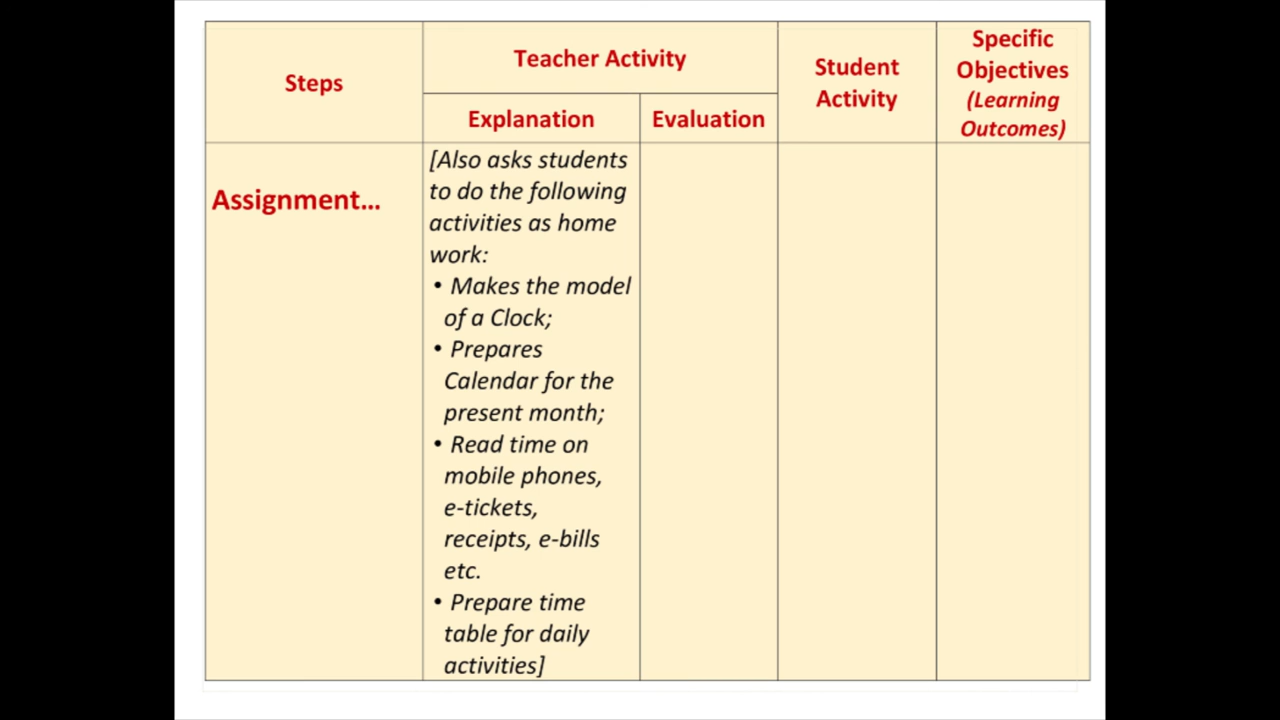 Steps
Teacher Activity
Student
Activity
Specific
Objectives
(Learning
Outcomes)
Explanation
Evaluation
Assignment…
[Also asks students
to do the following
activities as home
work:
• Makes the model
of a Clock;
• Prepares
Calendar for the
present month;
• Read time on
mobile phones,
e-tickets,
receipts, e-bills
etc.
• Prepare time
table for daily
activities]